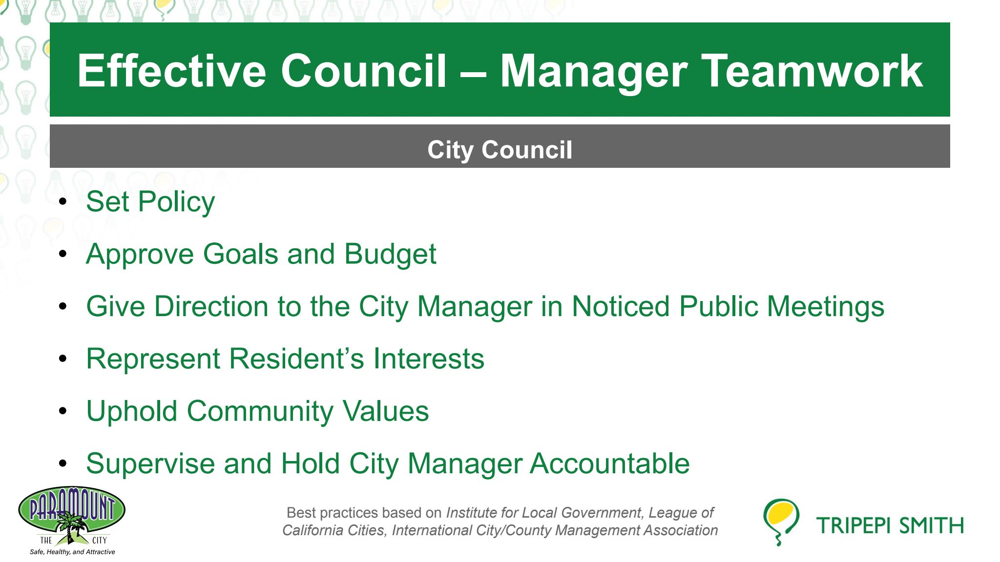 Effective Council – Manager Teamwork
City Council
• Set Policy
• Approve Goals and Budget
• Give Direction to the City Manager in Noticed Public Meetings
• Represent Resident’s Interests
• Uphold Community Values
• Supervise and Hold City Manager Accountable
PARAMOUNT
THE CITY
Safe, Healthy, and Attractive
Best practices based on Institute for Local Government, League of
California Cities, International City/County Management Association
TRIPEPI SMITH